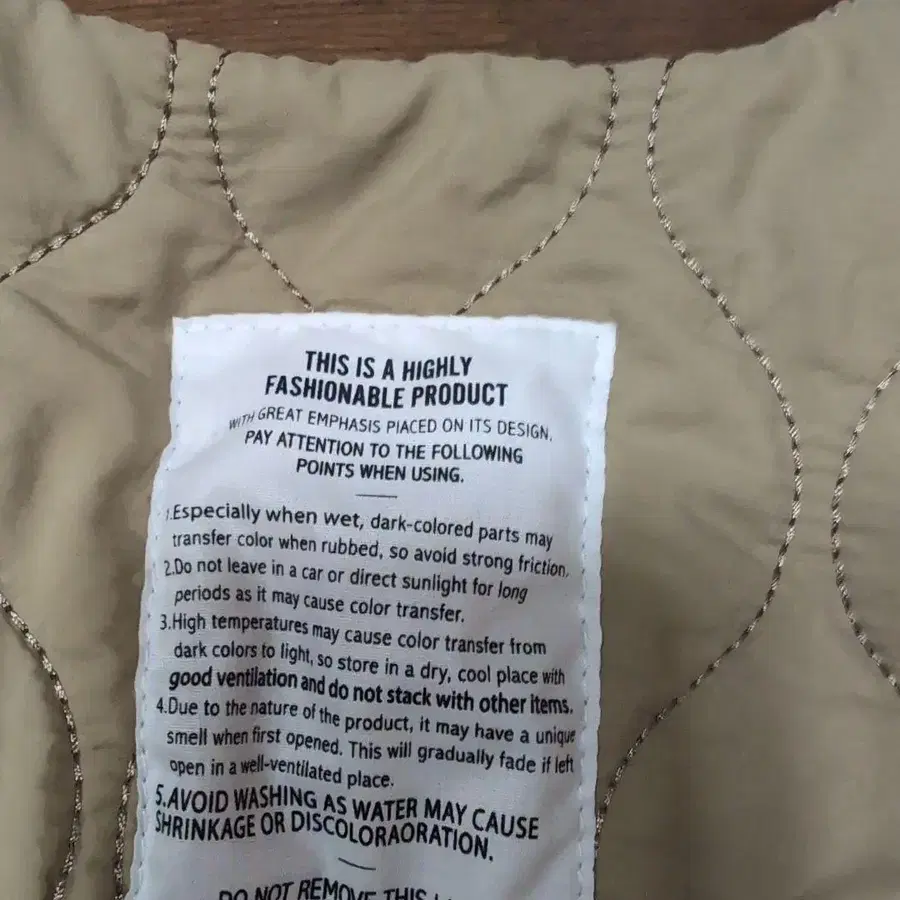 THIS IS A HIGHLY
FASHIONABLE PRODUCT
WITH GREAT EMPHASIS PIACED ON ITS DESIGN,
PAY ATTENTION TO THE FOLLOWING
POINTS WHEN USING.
1.Especially when wet, dark-colored parts may
transfer color when rubbed, so avoid strong friction.
2.Do not leave in a car or direct sunlight for long
periods as it may cause color transfer.
3.High temperatures may cause color transfer from
dark colors to light, so store in a dry, cool place with
good ventilation and do not stack with other items.
4.Due to the nature of the product, it may have a unique
smell when first opened. This will gradually fade if left
open in a well-ventilated place.
5.AVOID WASHING AS WATER MAY CAUSE
SHRINKAGE OR DISCOLORAORATION.
DO NOT REMOVE THIS